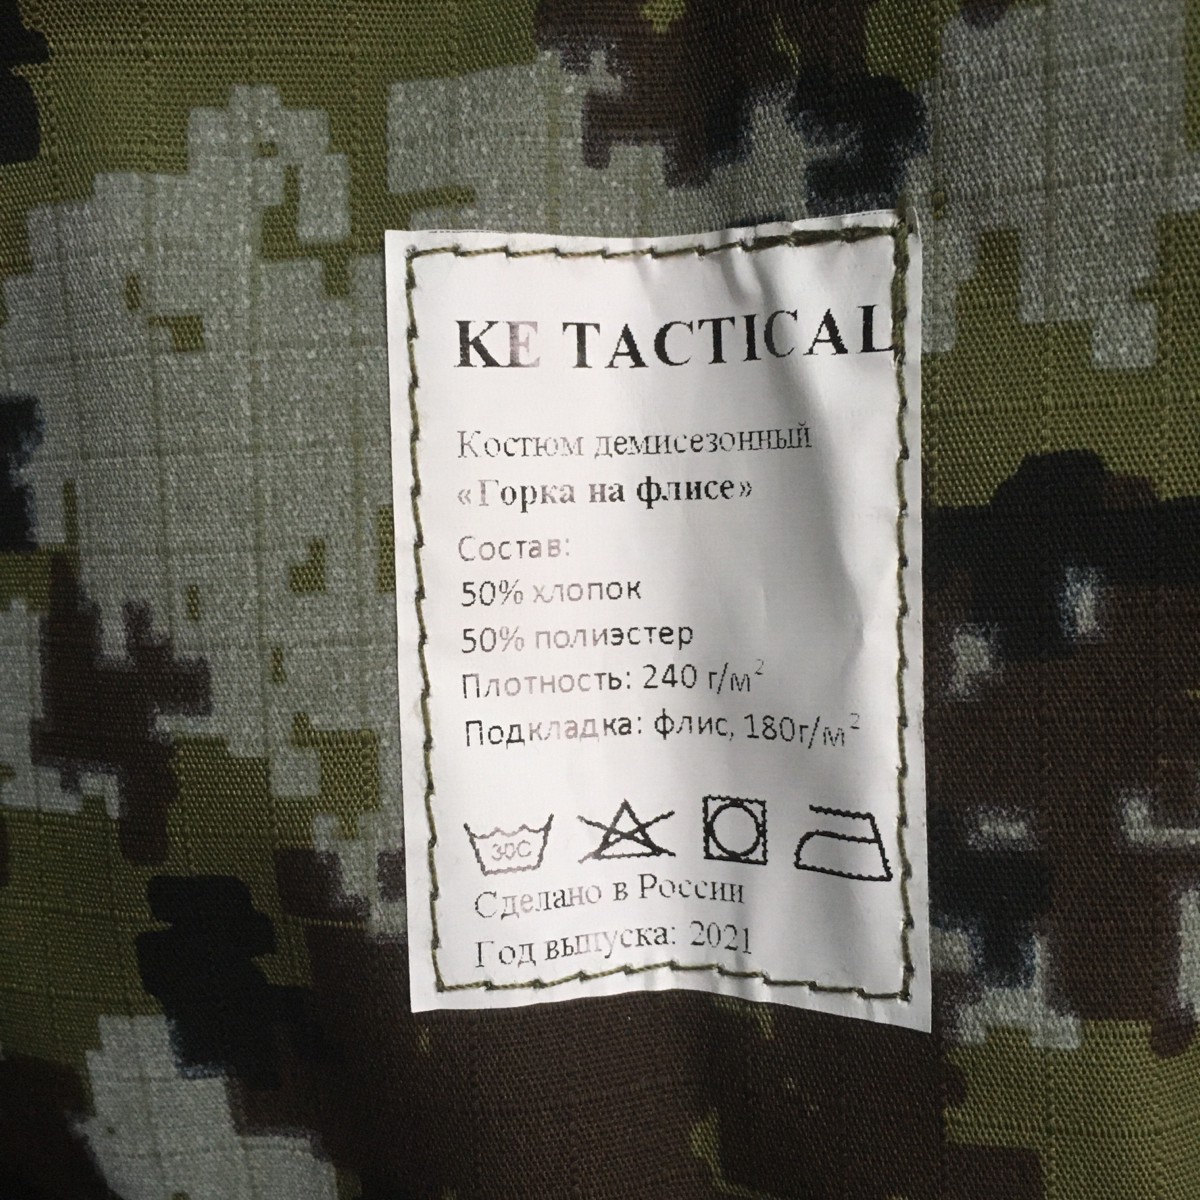 KE TACTICAL
Костюм демисезонный
«Горка на флисе»
Состав:
50% хлопок
50% полиэстер
Плотность: 240 г/м²
Подкладка: флис, 180г/м²
30C
Сделано в России
Год выпуска: 2021